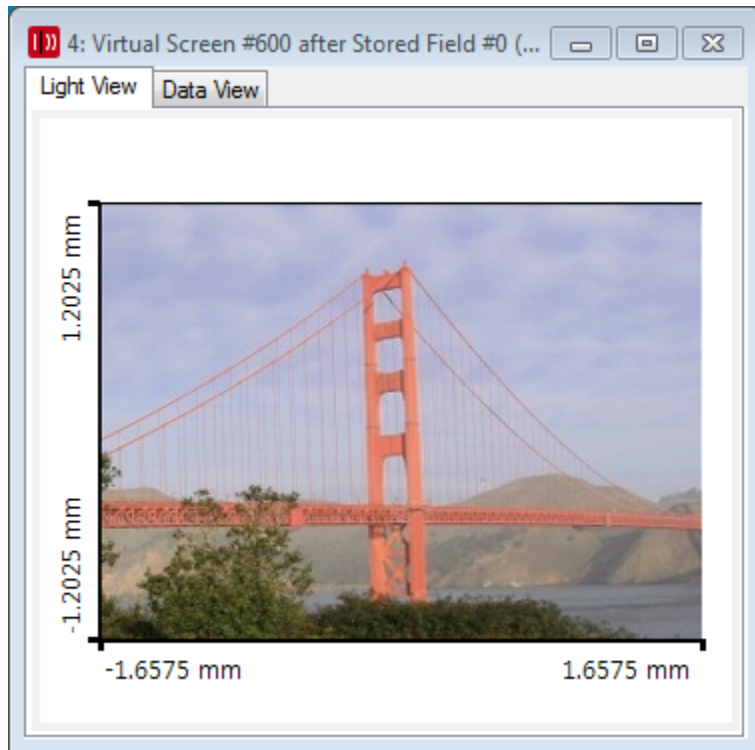 4: Virtual Screen #600 after Stored Field #0 (...
Light View
Data View
1.2025 mm
-1.2025 mm
-1.6575 mm
1.6575 mm